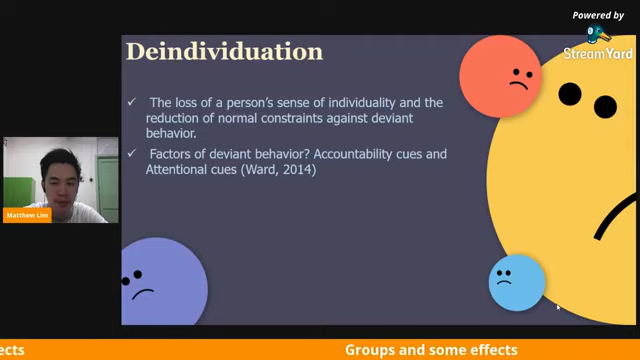 Powered by
StreamYard
Deindividuation
✓ The loss of a person's sense of individuality and the
reduction of normal constraints against deviant
behavior.
✓ Factors of deviant behavior? Accountability cues and
Attentional cues (Ward, 2014)
Matthew Lim
ects
Groups and some effects